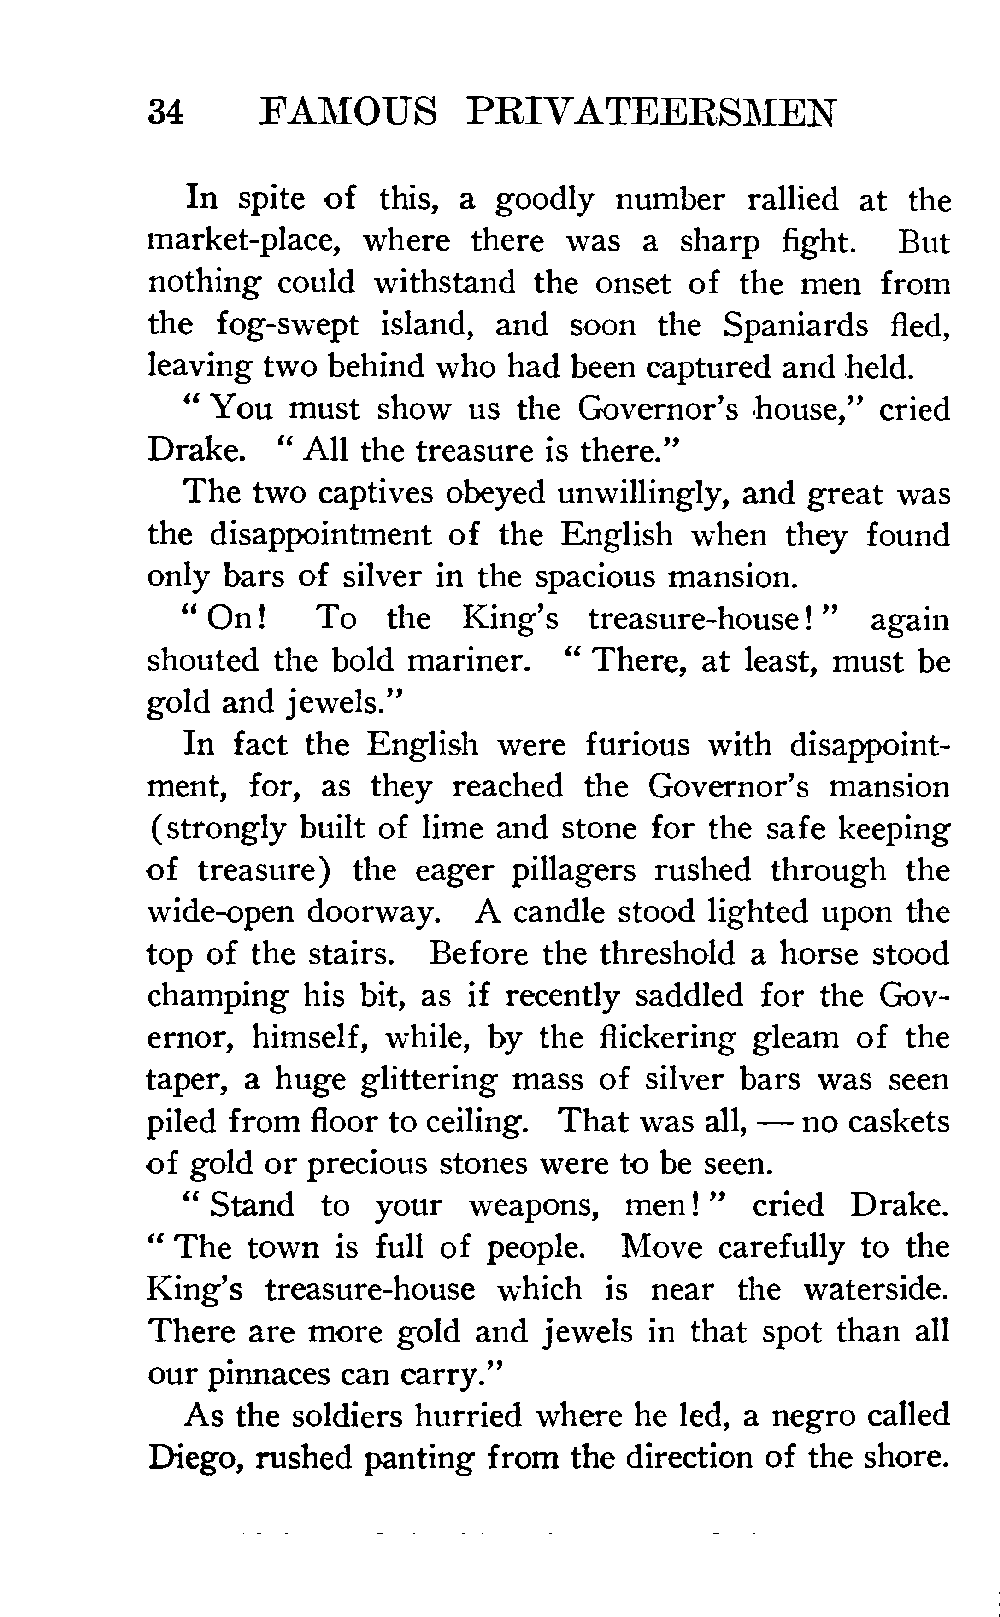 34 FAMOUS PRIVATEERSMEN
In spite of this, a goodly number rallied at the
market-place, where there was a sharp fight. But
nothing could withstand the onset of the men from
the fog-swept island, and soon the Spaniards fled,
leaving two behind who had been captured and held.
“ You must show us the Governor’s house,” cried
Drake. “ All the treasure is there.”
The two captives obeyed unwillingly, and great was
the disappointment of the English when they found
only bars of silver in the spacious mansion.
“ On! To the King’s treasure-house! ” again
shouted the bold mariner. “ There, at least, must be
gold and jewels.”
In fact the English were furious with disappoint-
ment, for, as they reached the Governor’s mansion
(strongly built of lime and stone for the safe keeping
of treasure) the eager pillagers rushed through the
wide-open doorway. A candle stood lighted upon the
top of the stairs. Before the threshold a horse stood
champing his bit, as if recently saddled for the Gov-
ernor, himself, while, by the flickering gleam of the
taper, a huge glittering mass of silver bars was seen
piled from floor to ceiling. That was all, — no caskets
of gold or precious stones were to be seen.
“ Stand to your weapons, men! ” cried Drake.
“ The town is full of people. Move carefully to the
King’s treasure-house which is near the waterside.
There are more gold and jewels in that spot than all
our pinnaces can carry.”
As the soldiers hurried where he led, a negro called
Diego, rushed panting from the direction of the shore.